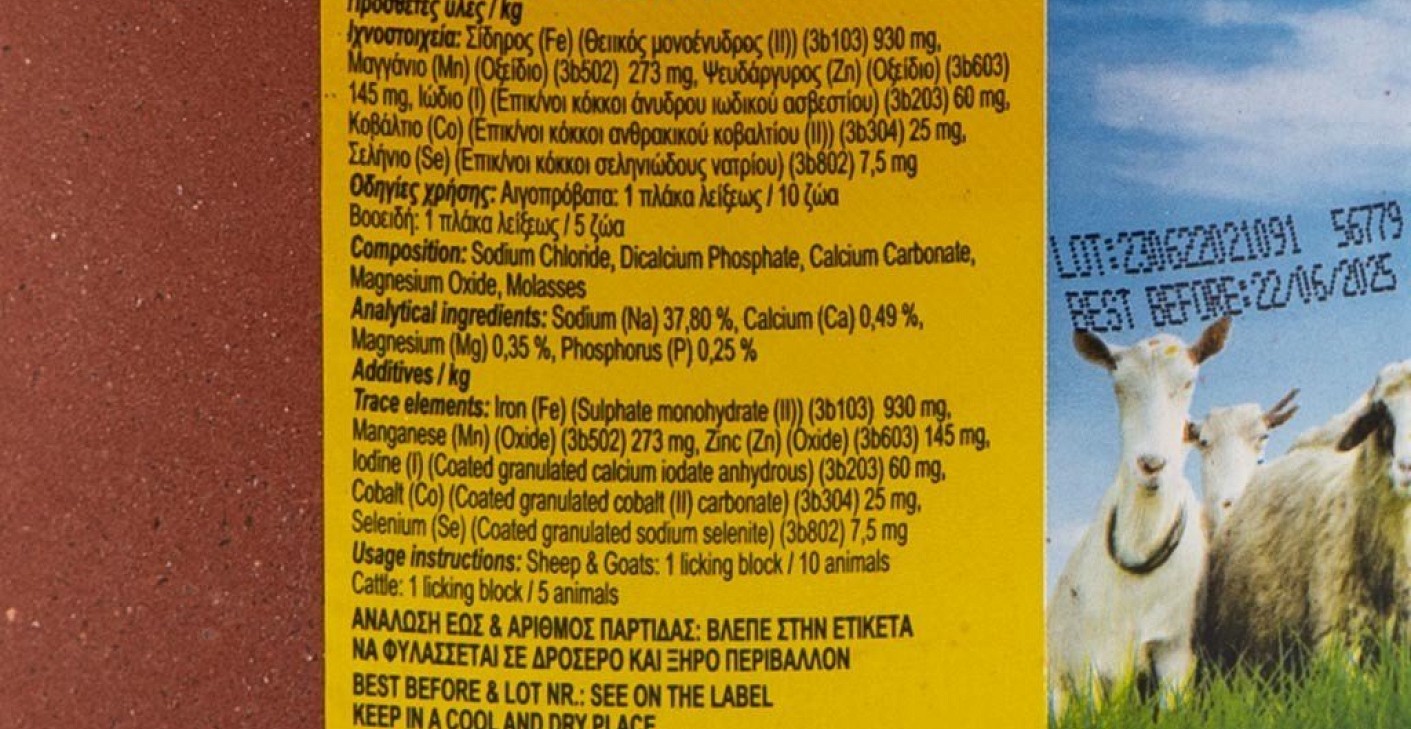 Πρόσθετες ύλες / kg
Ιχνοστοιχεία: Σίδηρος (Fe) (Θειικός μονοένυδρος (II)) (3b103) 930 mg,
Μαγγάνιο (Mn) (Οξείδιο) (3b502) 273 mg, Ψευδάργυρος (Zn) (Οξείδιο) (3b603)
145 mg, Ιώδιο (I) (Επικ/νοι κόκκοι άνυδρου ιωδικού ασβεστίου) (3b203) 60 mg,
Κοβάλτιο (Co) (Επικ/νοι κόκκοι ανθρακικού κοβαλτίου (II)) (3b304) 25 mg,
Σελήνιο (Se) (Επικ/νοι κόκκοι σεληνιώδους νατρίου) (3b802) 7,5 mg
Οδηγίες χρήσης: Αιγοπρόβατα: 1 πλάκα λείξεως / 10 ζώα
Βοοειδή: 1 πλάκα λείξεως / 5 ζώα
Composition: Sodium Chloride, Dicalcium Phosphate, Calcium Carbonate,
Magnesium Oxide, Molasses
Analytical ingredients: Sodium (Na) 37,80 %, Calcium (Ca) 0,49 %,
Magnesium (Mg) 0,35 %, Phosphorus (P) 0,25 %
Additives / kg
Trace elements: Iron (Fe) (Sulphate monohydrate (II)) (3b103) 930 mg,
Manganese (Mn) (Oxide) (3b502) 273 mg, Zinc (Zn) (Oxide) (3b603) 145 mg,
Iodine (I) (Coated granulated calcium iodate anhydrous) (3b203) 60 mg,
Cobalt (Co) (Coated granulated cobalt (II) carbonate) (3b304) 25 mg,
Selenium (Se) (Coated granulated sodium selenite) (3b802) 7,5 mg
Usage instructions: Sheep & Goats: 1 licking block / 10 animals
Cattle: 1 licking block / 5 animals
ΑΝΑΛΩΣΗ ΕΩΣ & ΑΡΙΘΜΟΣ ΠΑΡΤΙΔΑΣ: ΒΛΕΠΕ ΣΤΗΝ ΕΤΙΚΕΤΑ
ΝΑ ΦΥΛΑΣΣΕΤΑΙ ΣΕ ΔΡΟΣΕΡΟ ΚΑΙ ΞΗΡΟ ΠΕΡΙΒΑΛΛΟΝ
BEST BEFORE & LOT NR.: SEE ON THE LABEL
KEEP IN A COOL AND DRY PLACE
LOT:230622021091 56779
BEST BEFORE:22/06/2025